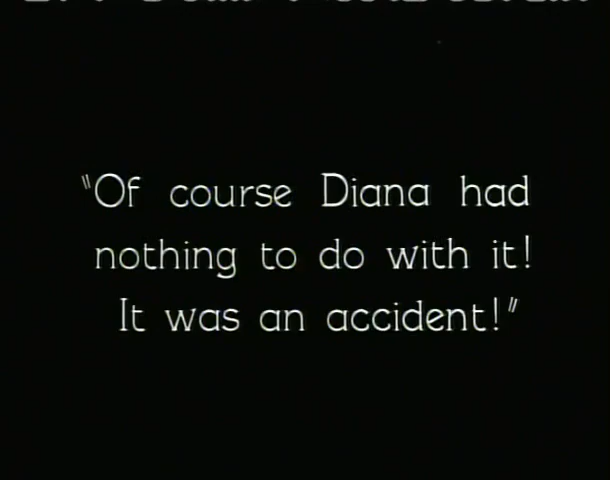 "Of course Diana had
nothing to do with it!
It was an accident!"